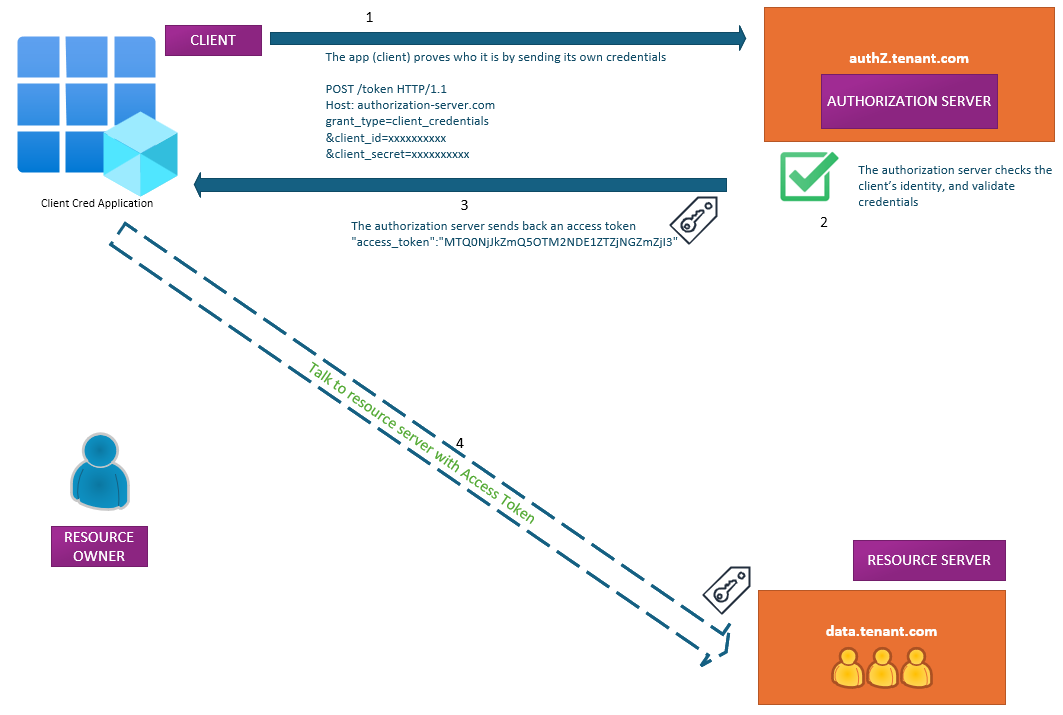 1
CLIENT
The app (client) proves who it is by sending its own credentials
POST /token HTTP/1.1
Host: authorization-server.com
grant_type=client_credentials
&client_id=xxxxxxxxxx
&client_secret=xxxxxxxxxx
authZ.tenant.com
AUTHORIZATION SERVER
The authorization server checks the
client's identity, and validate
credentials
2
Client Cred Application
3
The authorization server sends back an access token
"access_token":"MTQ0NjJkZmQ5OTM2NDE1ZTZjNGZmZjI3"
Talk to resource server with Access Token
4
RESOURCE
OWNER
RESOURCE SERVER
data.tenant.com